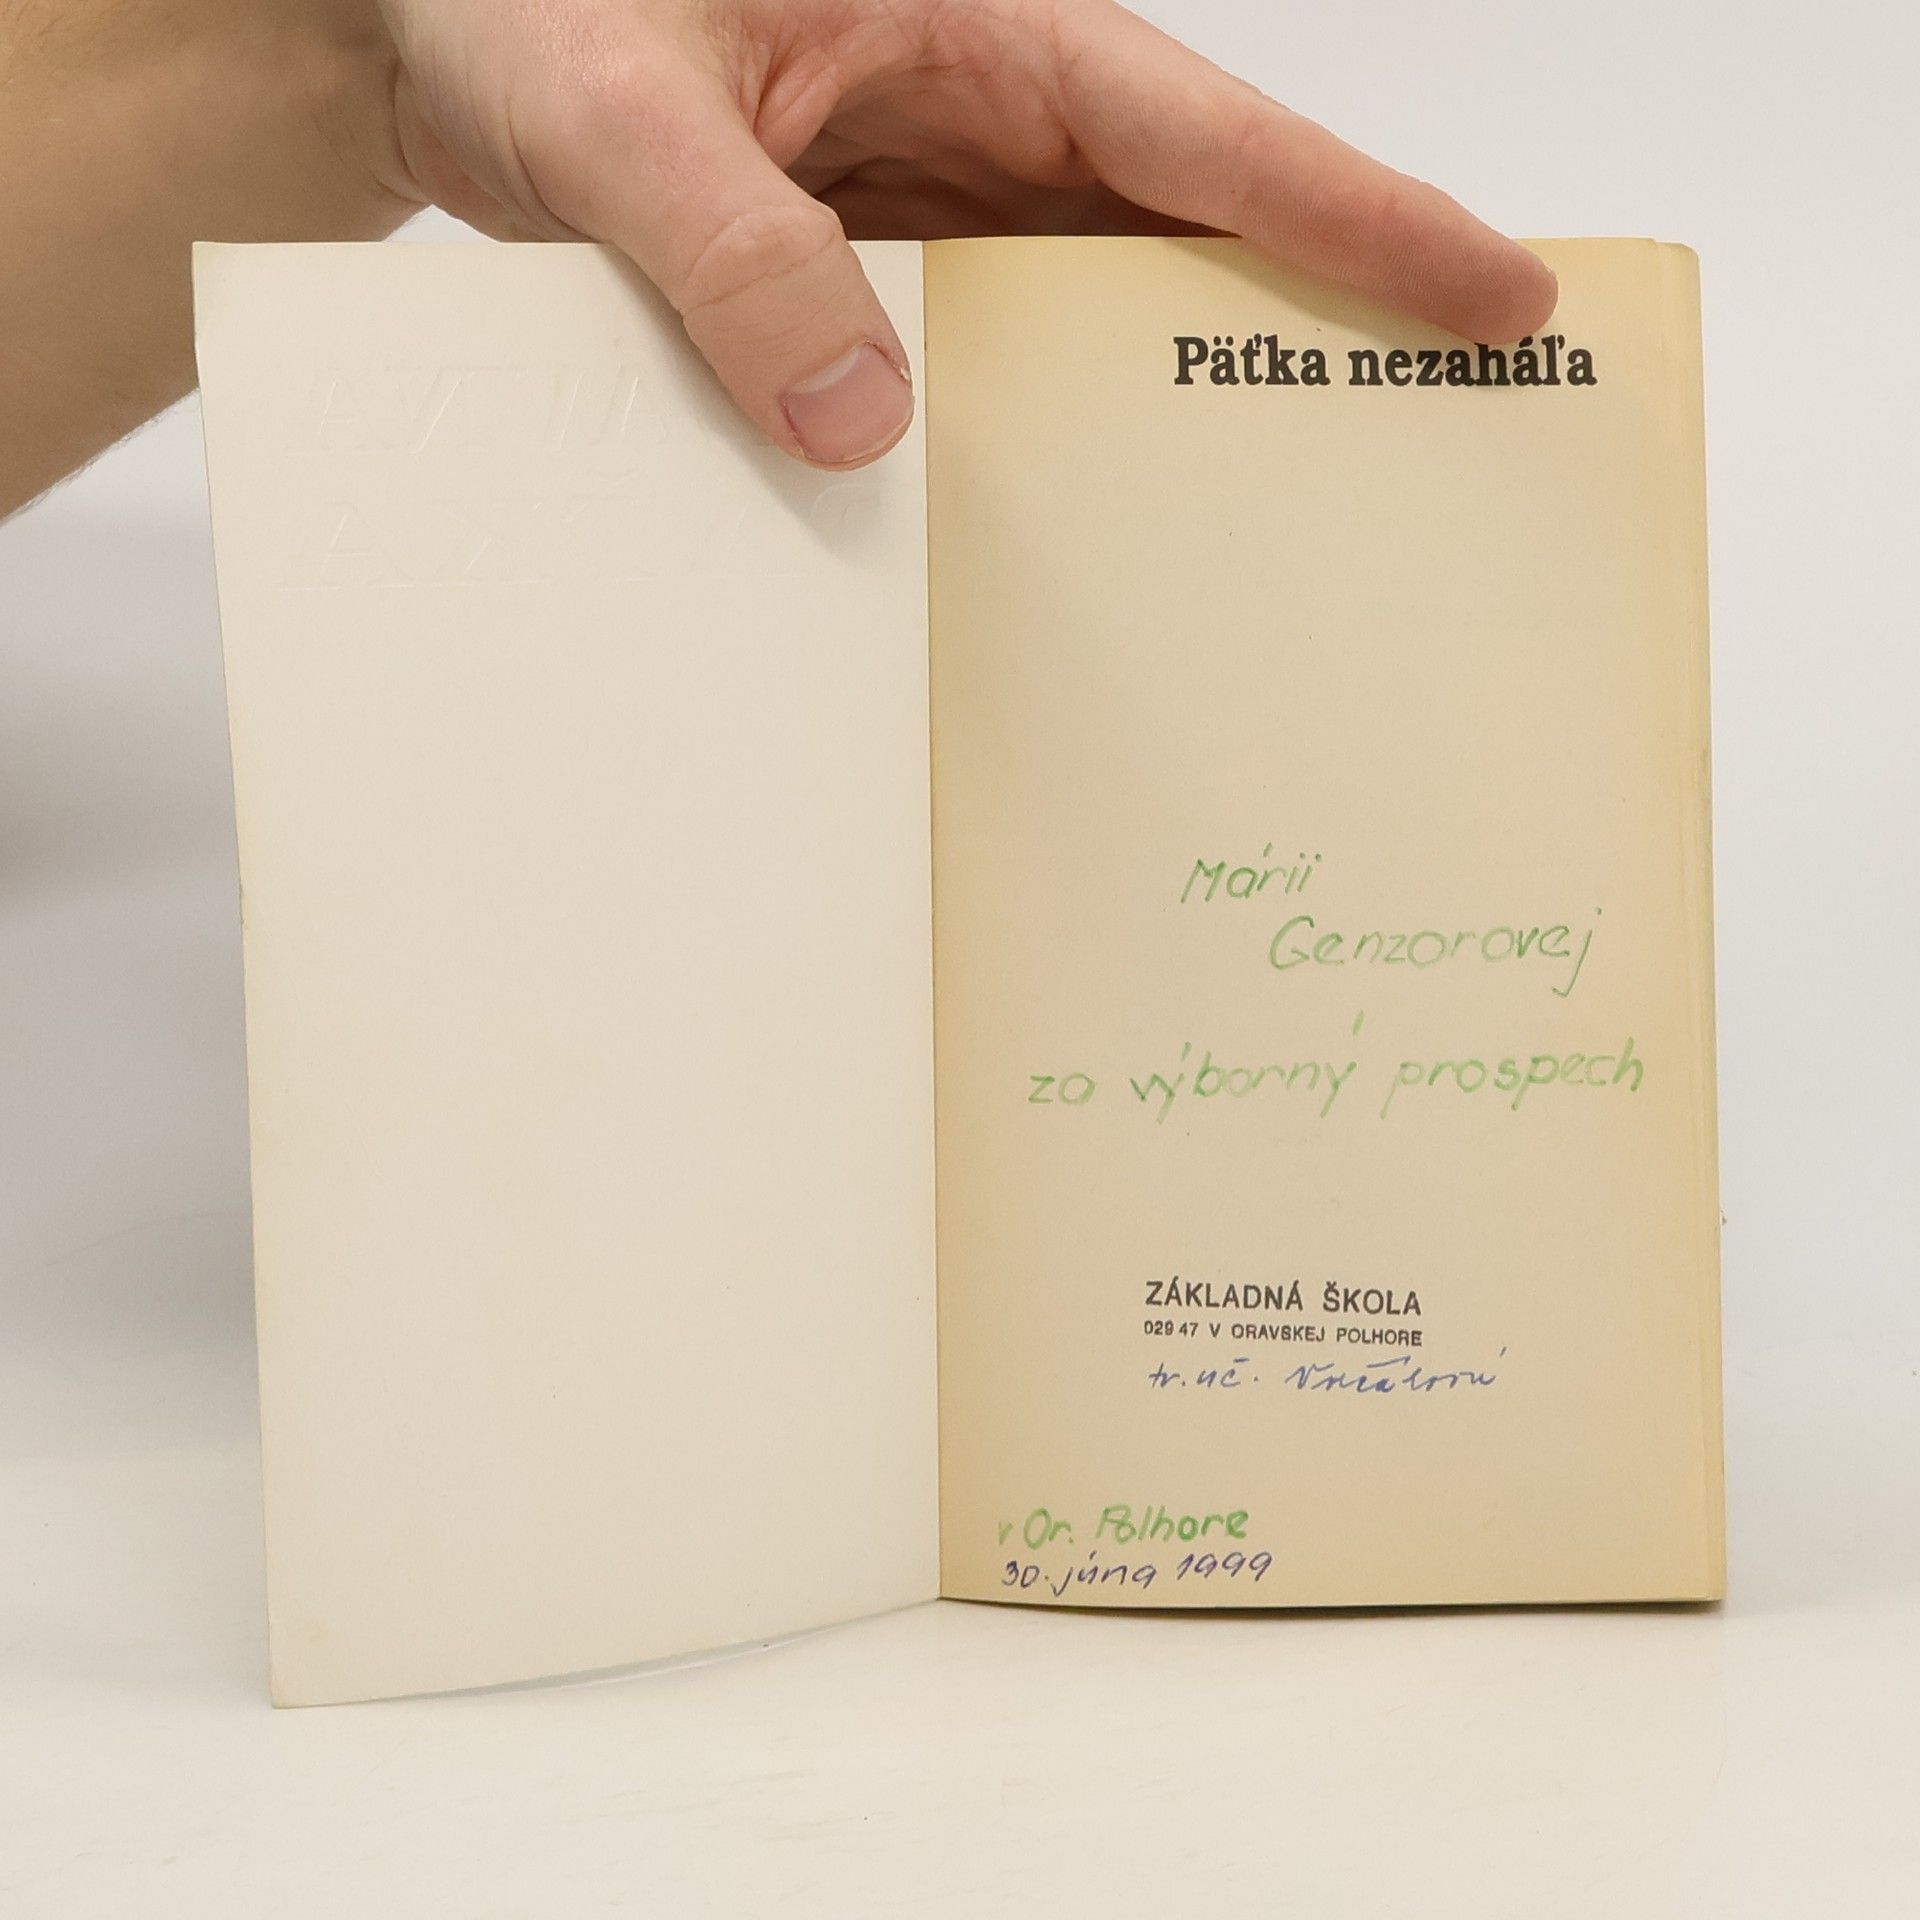 Päťka nezaháľa
Márii
Genzorovej
za výborný prospech
ZÁKLADNÁ ŠKOLA
029 47 V ORAVSKEJ POLHORE
tr. uč.
v Or. Polhore
30. júna 1999